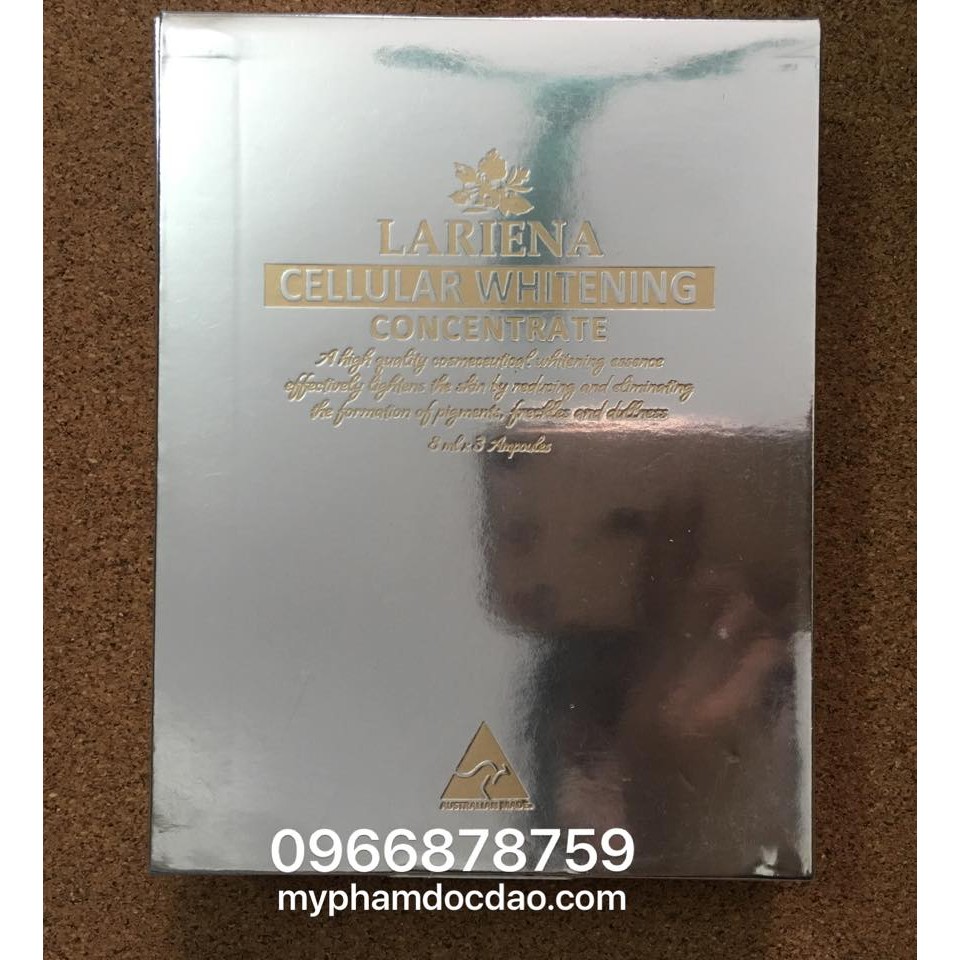 LARIENA
CELLULAR WHITENING
CONCENTRATE
A high quality cosmeceutical whitening essence
effectively lightens the skin by reducing and eliminating
the formation of pigments, freckles and dullness
8 ml x 3 Ampoules
AUSTRALIAN MADE
0966878759
myphamdocdao.com